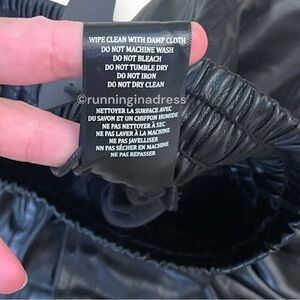 WIPE CLEAN WITH DAMP CLOTH
DO NOT MACHINE WASH
DO NOT BLEACH
DO NOT TUMBLE DRY
DO NOT IRON
DO NOT DRY CLEAN
©runninginadress
NETTOYER LA SURFACE AVEC
DU SAVON ET UN CHIFFON HUMIDE
NE PAS NETTOYER À SEC
NE PAS LAVER À LA MACHINE
NE PAS JAVELLISER
NN PAS SÉCHER EN MACHINE
NE PAS REPASSER